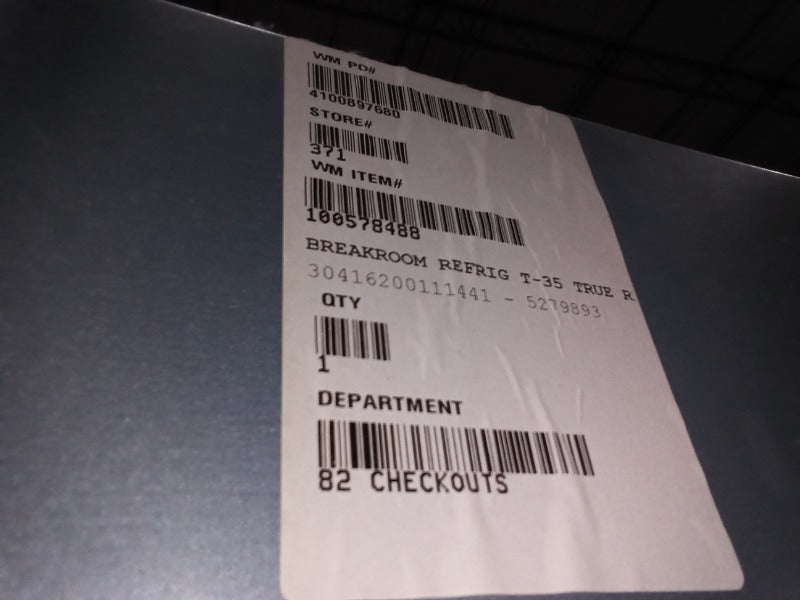 WM PO#
4100897680
STORE#
371
WM ITEM#
100578488
BREAKROOM REFRIG T-35 TRUE R
30416200111441 - 5279893
QTY
1
DEPARTMENT
82 CHECKOUTS